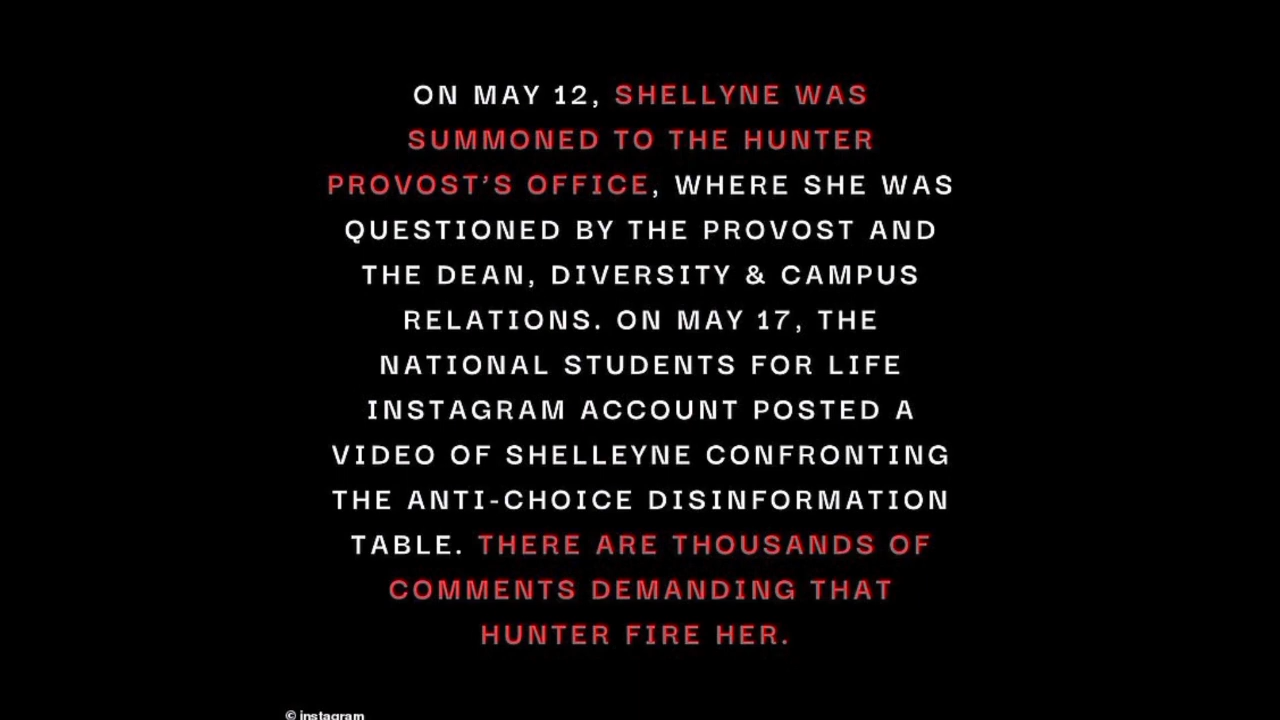 ON MAY 12, SHELLYNE WAS
SUMMONED TO THE HUNTER
PROVOST'S OFFICE, WHERE SHE WAS
QUESTIONED BY THE PROVOST AND
THE DEAN, DIVERSITY & CAMPUS
RELATIONS. ON MAY 17, THE
NATIONAL STUDENTS FOR LIFE
INSTAGRAM ACCOUNT POSTED A
VIDEO OF SHELLEYNE CONFRONTING
THE ANTI-CHOICE DISINFORMATION
TABLE. THERE ARE THOUSANDS OF
COMMENTS DEMANDING THAT
HUNTER FIRE HER.
© instagram